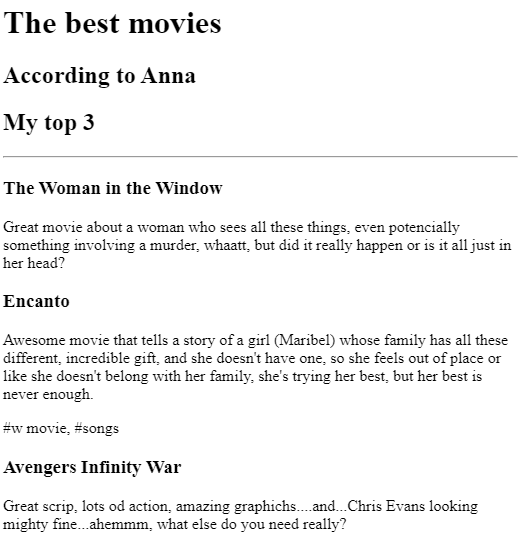 The best movies
According to Anna
My top 3
The Woman in the Window
Great movie about a woman who sees all these things, even potencially
something involving a murder, whaatt, but did it really happen or is it all just in
her head?
Encanto
Awesome movie that tells a story of a girl (Maribel) whose family has all these
different, incredible gift, and she doesn't have one, so she feels out of place or
like she doesn't belong with her family, she's trying her best, but her best is
never enough.
#w movie, #songs
Avengers Infinity War
Great scrip, lots od action, amazing graphichs....and...Chris Evans looking
mighty fine...ahemmm, what else do you need really?